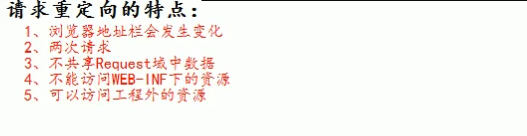 请求重定向的特点：
1、浏览器地址栏会发生变化
2、两次请求
3、不共享Request域中数据
4、不能访问WEB-INF下的资源
5、可以访问工程外的资源